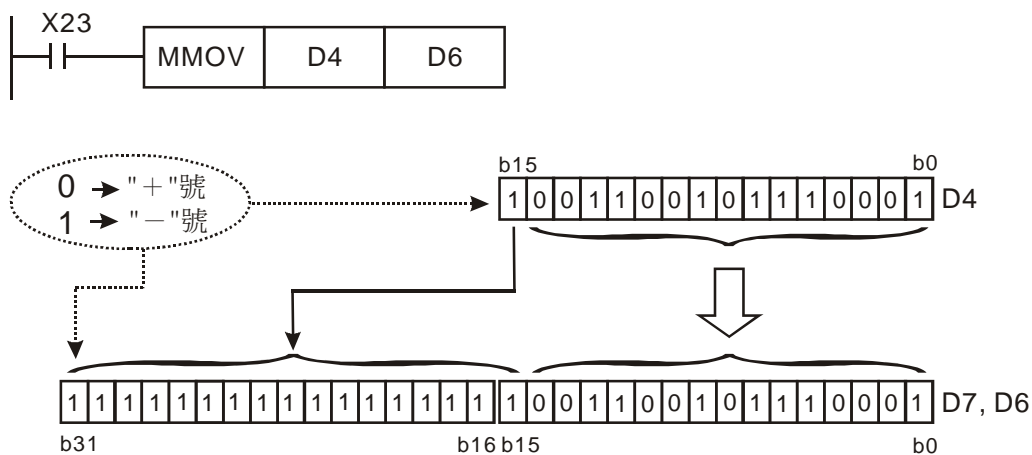 X23
MMOV D4 D6
b15 b0
0 → "＋"號
1 → "－"號
1 0 0 1 1 0 0 1 0 1 1 1 0 0 0 1 D4
1 1 1 1 1 1 1 1 1 1 1 1 1 1 1 1 1 0 0 1 1 0 0 1 0 1 1 1 0 0 0 1 D7, D6
b31 b16 b15 b0